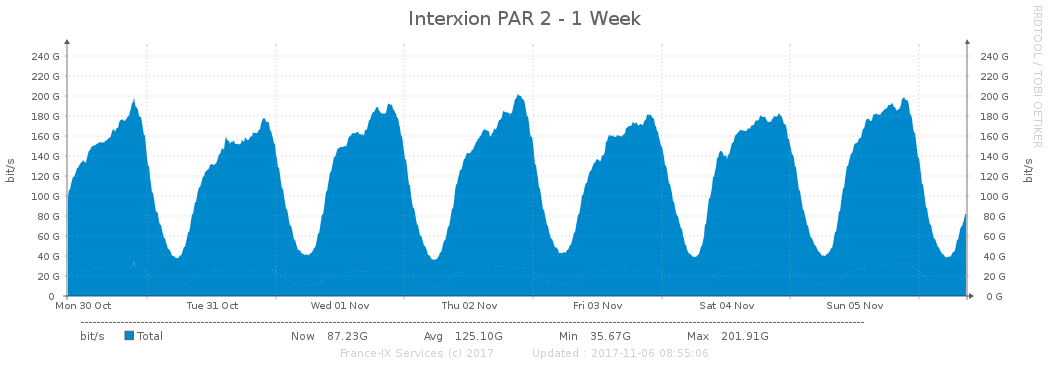 Interxion PAR 2 - 1 Week
RRDTOOL / TOBI OETIKER
240 G 240 G
220 G 220 G
200 G 200 G
180 G 180 G
160 G 160 G
140 G 140 G
120 G 120 G
100 G 100 G
80 G 80 G
60 G 60 G
40 G 40 G
20 G 20 G
0 0 G
bit/s
bit/s
Mon 30 Oct Tue 31 Oct Wed 01 Nov Thu 02 Nov Fri 03 Nov Sat 04 Nov Sun 05 Nov
bit/s Total Now 87.23G Avg 125.10G Min 35.67G Max 201.91G
France-IX Services (c) 2017 Updated : 2017-11-06 08:55:06